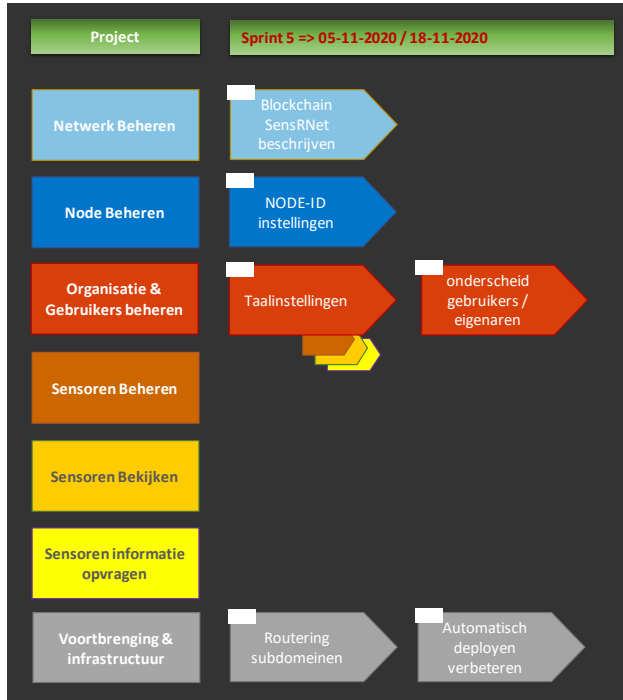 Project
Sprint 5 => 05-11-2020 / 18-11-2020
Netwerk Beheren
Blockchain
SensRNet
beschrijven
Node Beheren
NODE-ID
instellingen
Organisatie &
Gebruikers beheren
Taalinstellingen
onderscheid
gebruikers /
eigenaren
Sensoren Beheren
Sensoren Bekijken
Sensoren informatie
opvragen
Voortbrenging &
infrastructuur
Routering
subdomeinen
Automatisch
deployen
verbeteren